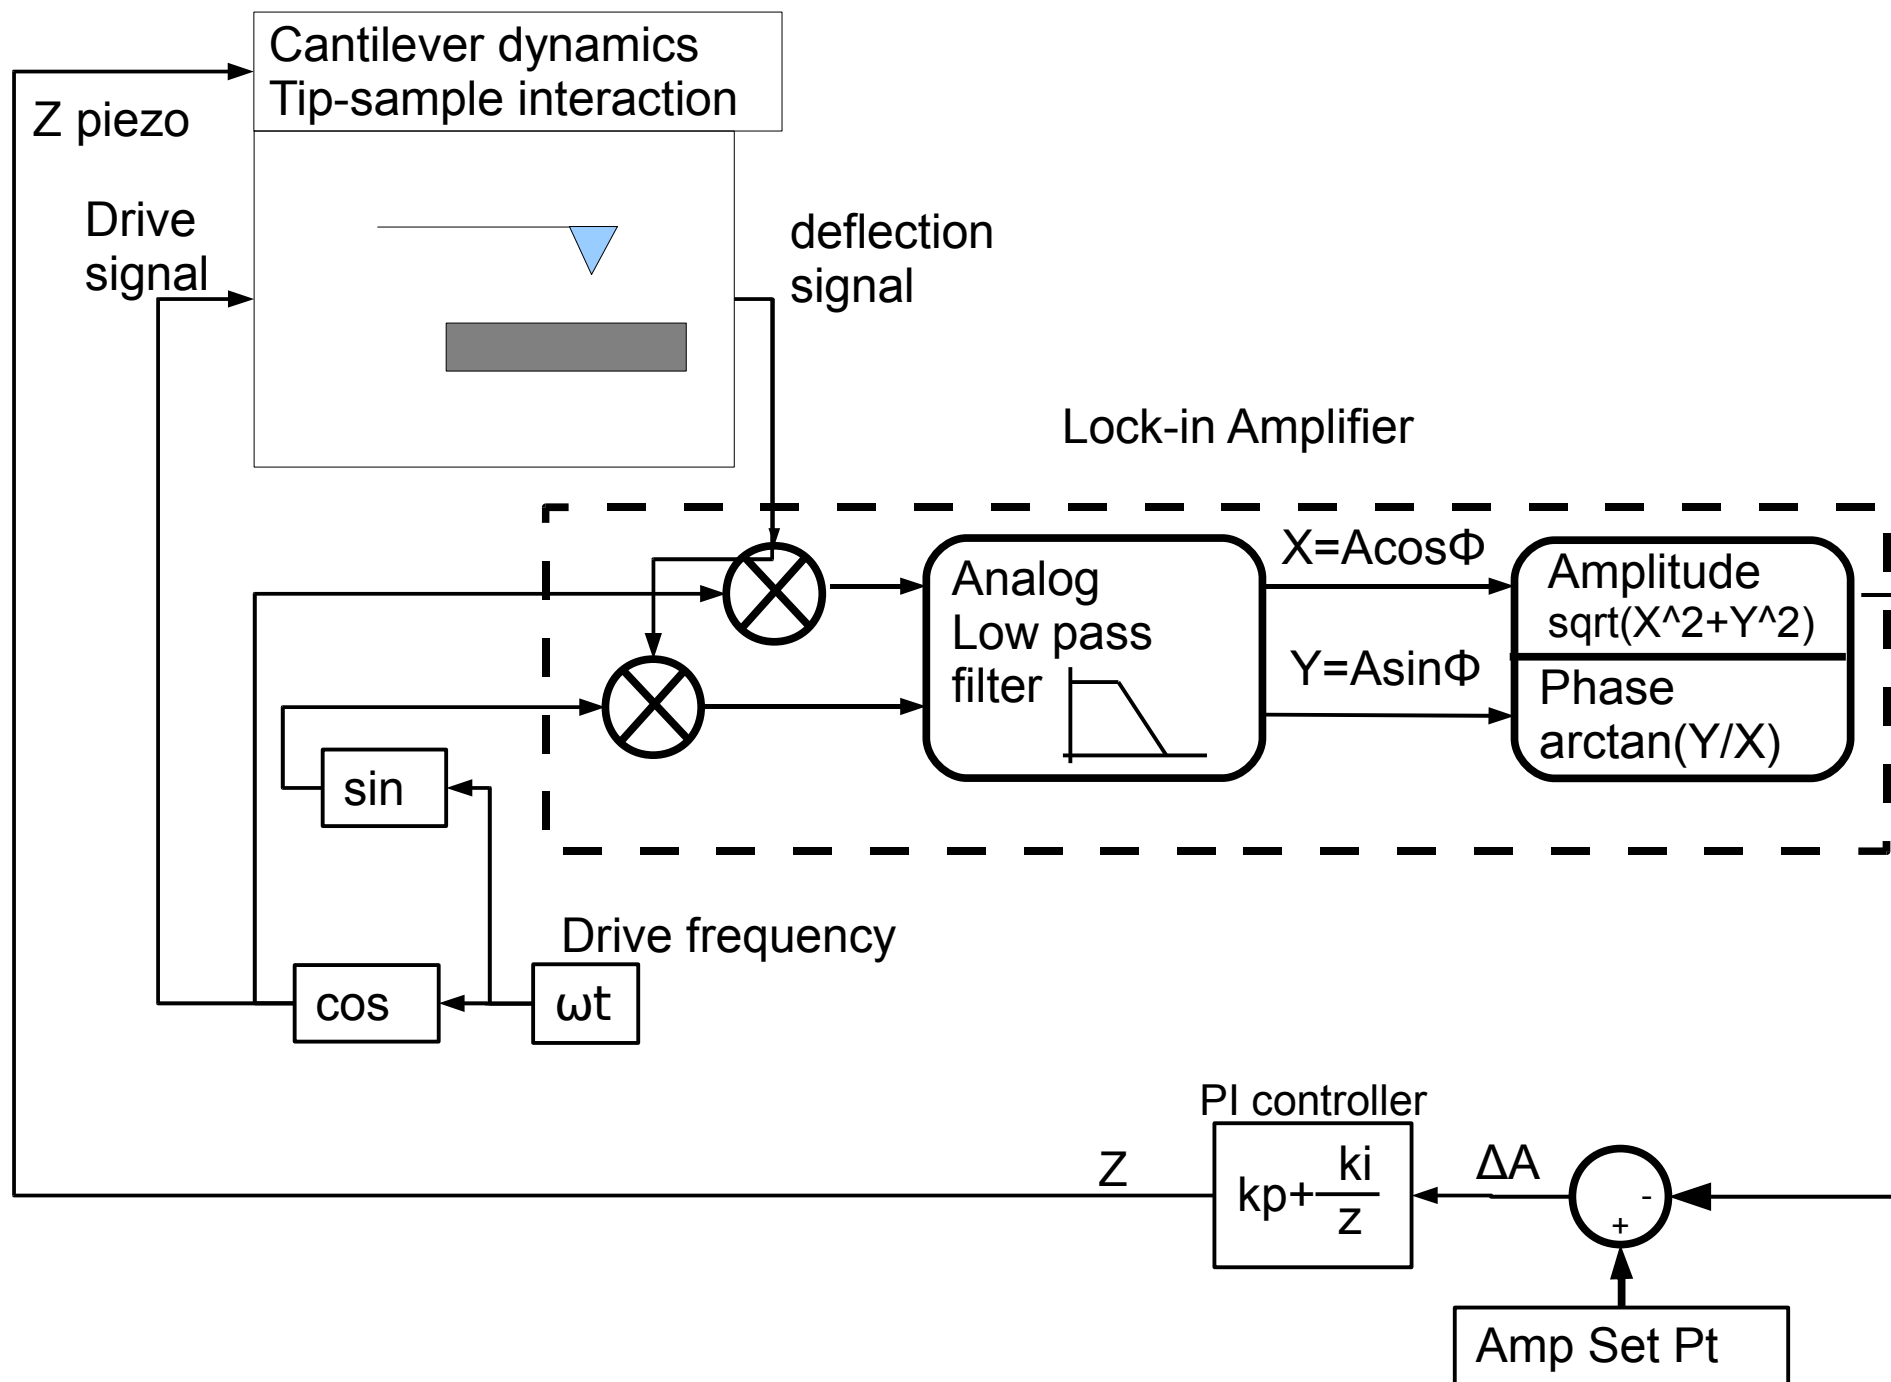 Cantilever dynamics
Tip-sample interaction
Z piezo
Drive
signal
deflection
signal
Lock-in Amplifier
X=AcosΦ
Y=AsinΦ
Analog
Low pass
filter
Amplitude
sqrt(X^2+Y^2)
Phase
arctan(Y/X)
sin
Drive frequency
cos
ωt
PI controller
Z
kp+
ki
z
ΔA
-
+
Amp Set Pt